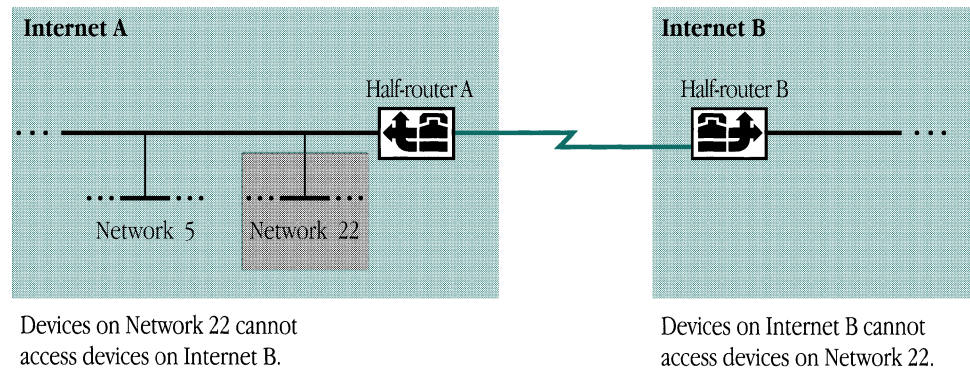 Internet A
Internet B
Half-router A
Half-router B
Network 5
Network 22
Devices on Network 22 cannot
access devices on Internet B.
Devices on Internet B cannot
access devices on Network 22.